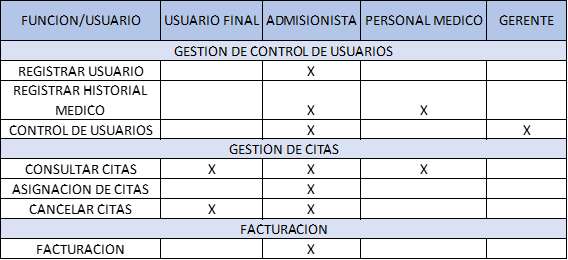 FUNCION/USUARIO USUARIO FINAL ADMISIONISTA PERSONAL MEDICO GERENTE
GESTION DE CONTROL DE USUARIOS
REGISTRAR USUARIO X
REGISTRAR HISTORIAL
MEDICO X X
CONTROL DE USUARIOS X X
GESTION DE CITAS
CONSULTAR CITAS X X X
ASIGNACION DE CITAS X
CANCELAR CITAS X X
FACTURACION
FACTURACION X